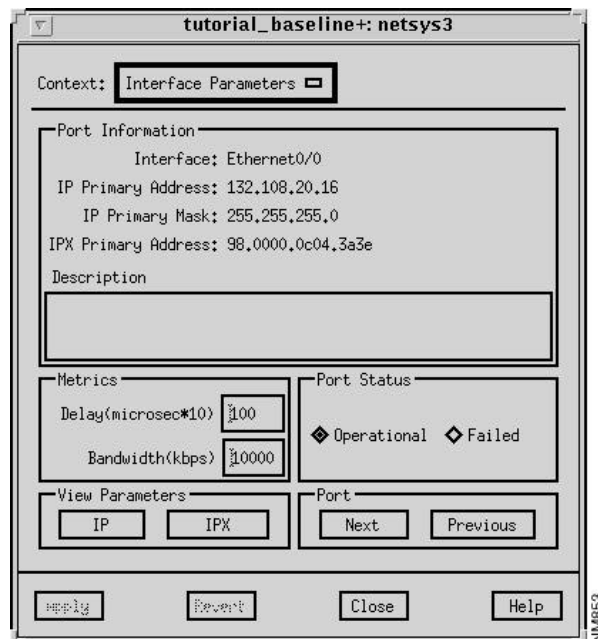 tutorial_baseline+: netsys3
Context: Interface Parameters
Port Information
Interface: Ethernet0/0
IP Primary Address: 132.108.20.16
IP Primary Mask: 255.255.255.0
IPX Primary Address: 98.0000.0c04.3a3e
Description
Metrics
Delay(microsec*10) 100
Bandwidth(kbps) 10000
Port Status
Operational Failed
View Parameters
IP IPX
Port
Next Previous
Apply Revert Close Help